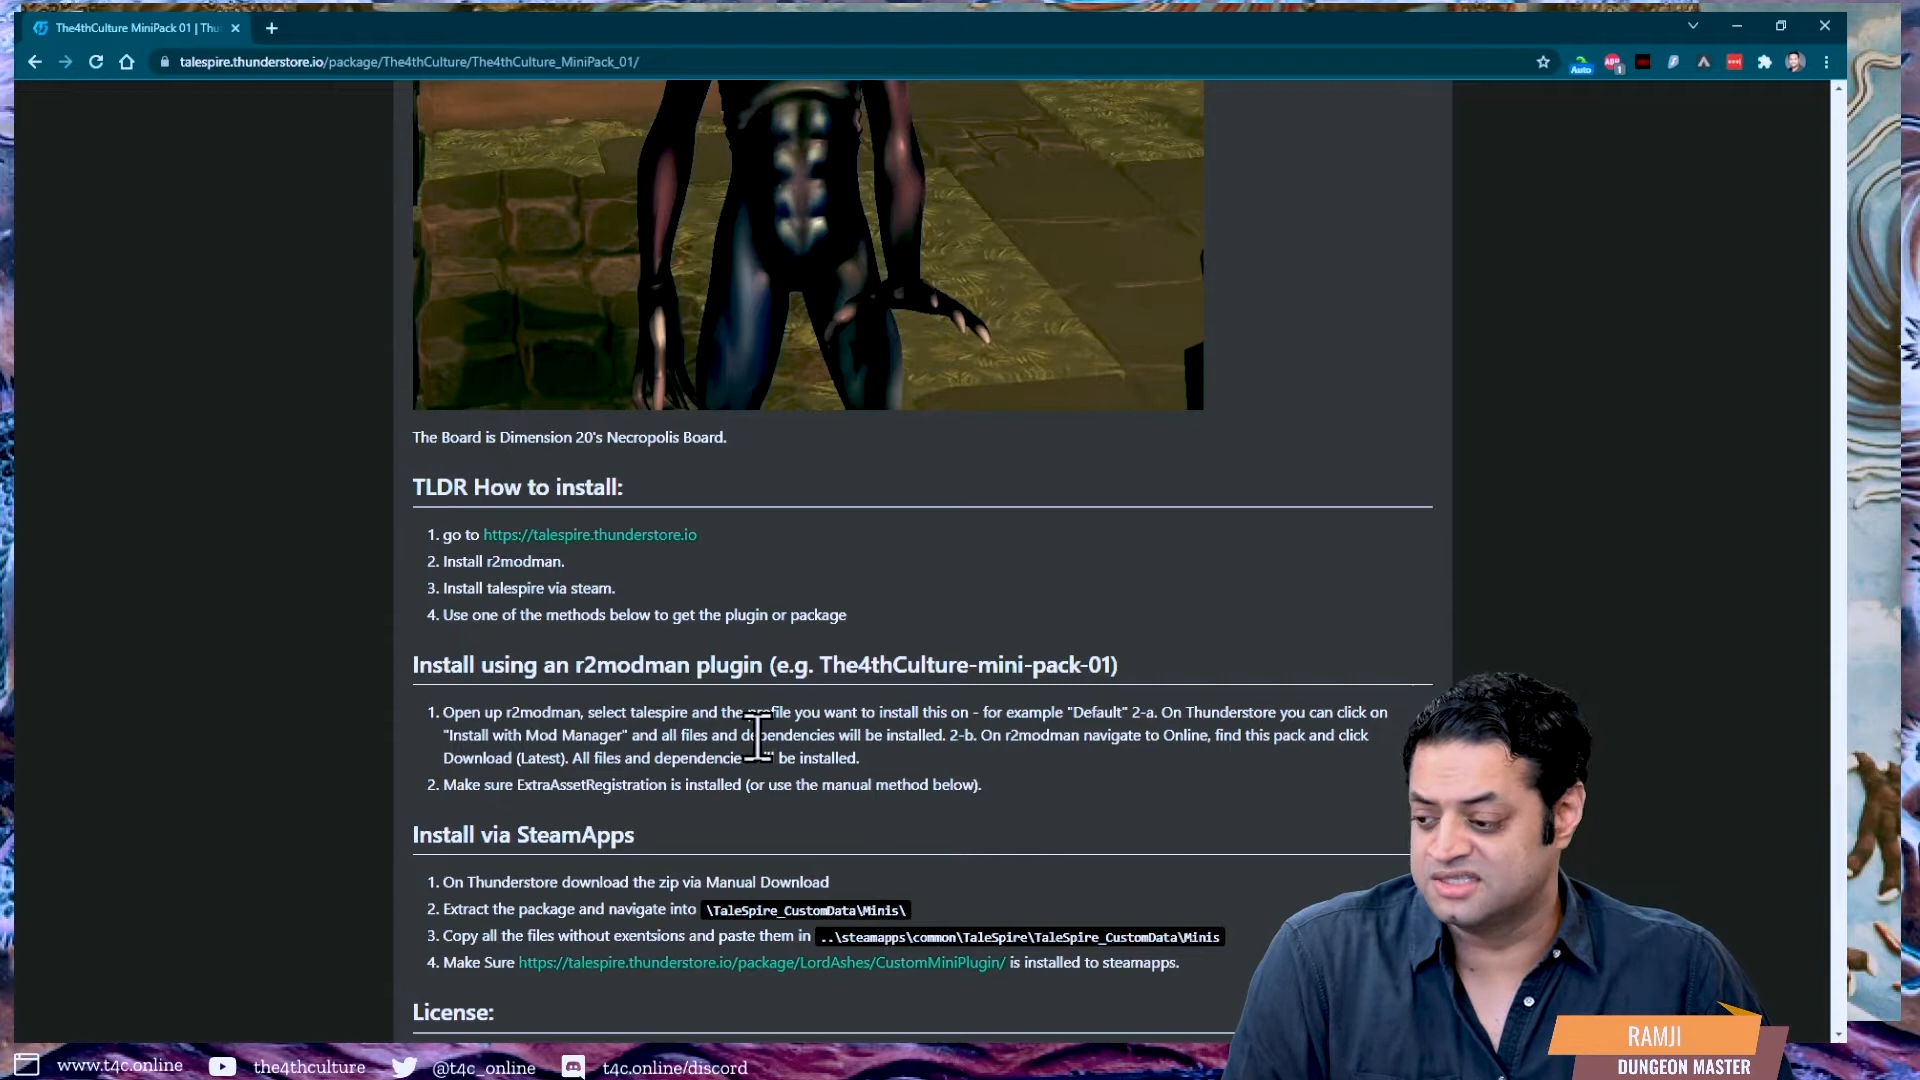 The4thCulture MiniPack 01 | Thu
talespire.thunderstore.io/package/The4thCulture/The4thCulture_MiniPack_01/
Auto
ABP
1
The Board is Dimension 20's Necropolis Board.
TLDR How to install:
1. go to https://talespire.thunderstore.io
2. Install r2modman.
3. Install talespire via steam.
4. Use one of the methods below to get the plugin or package
Install using an r2modman plugin (e.g. The4thCulture-mini-pack-01)
1. Open up r2modman, select talespire and the profile you want to install this on - for example "Default" 2-a. On Thunderstore you can click on
"Install with Mod Manager" and all files and dependencies will be installed. 2-b. On r2modman navigate to Online, find this pack and click
Download (Latest). All files and dependencie be installed.
2. Make sure ExtraAssetRegistration is installed (or use the manual method below).
Install via SteamApps
1. On Thunderstore download the zip via Manual Download
2. Extract the package and navigate into \TaleSpire_CustomData\Minis\
3. Copy all the files without exentsions and paste them in ..\steamapps\common\TaleSpire\TaleSpire_CustomData\Minis
4. Make Sure https://talespire.thunderstore.io/package/LordAshes/CustomMiniPlugin/ is installed to steamapps.
License:
RAMJI
DUNGEON MASTER
www.t4c.online
the4thculture
@t4c_online
t4c.online/discord